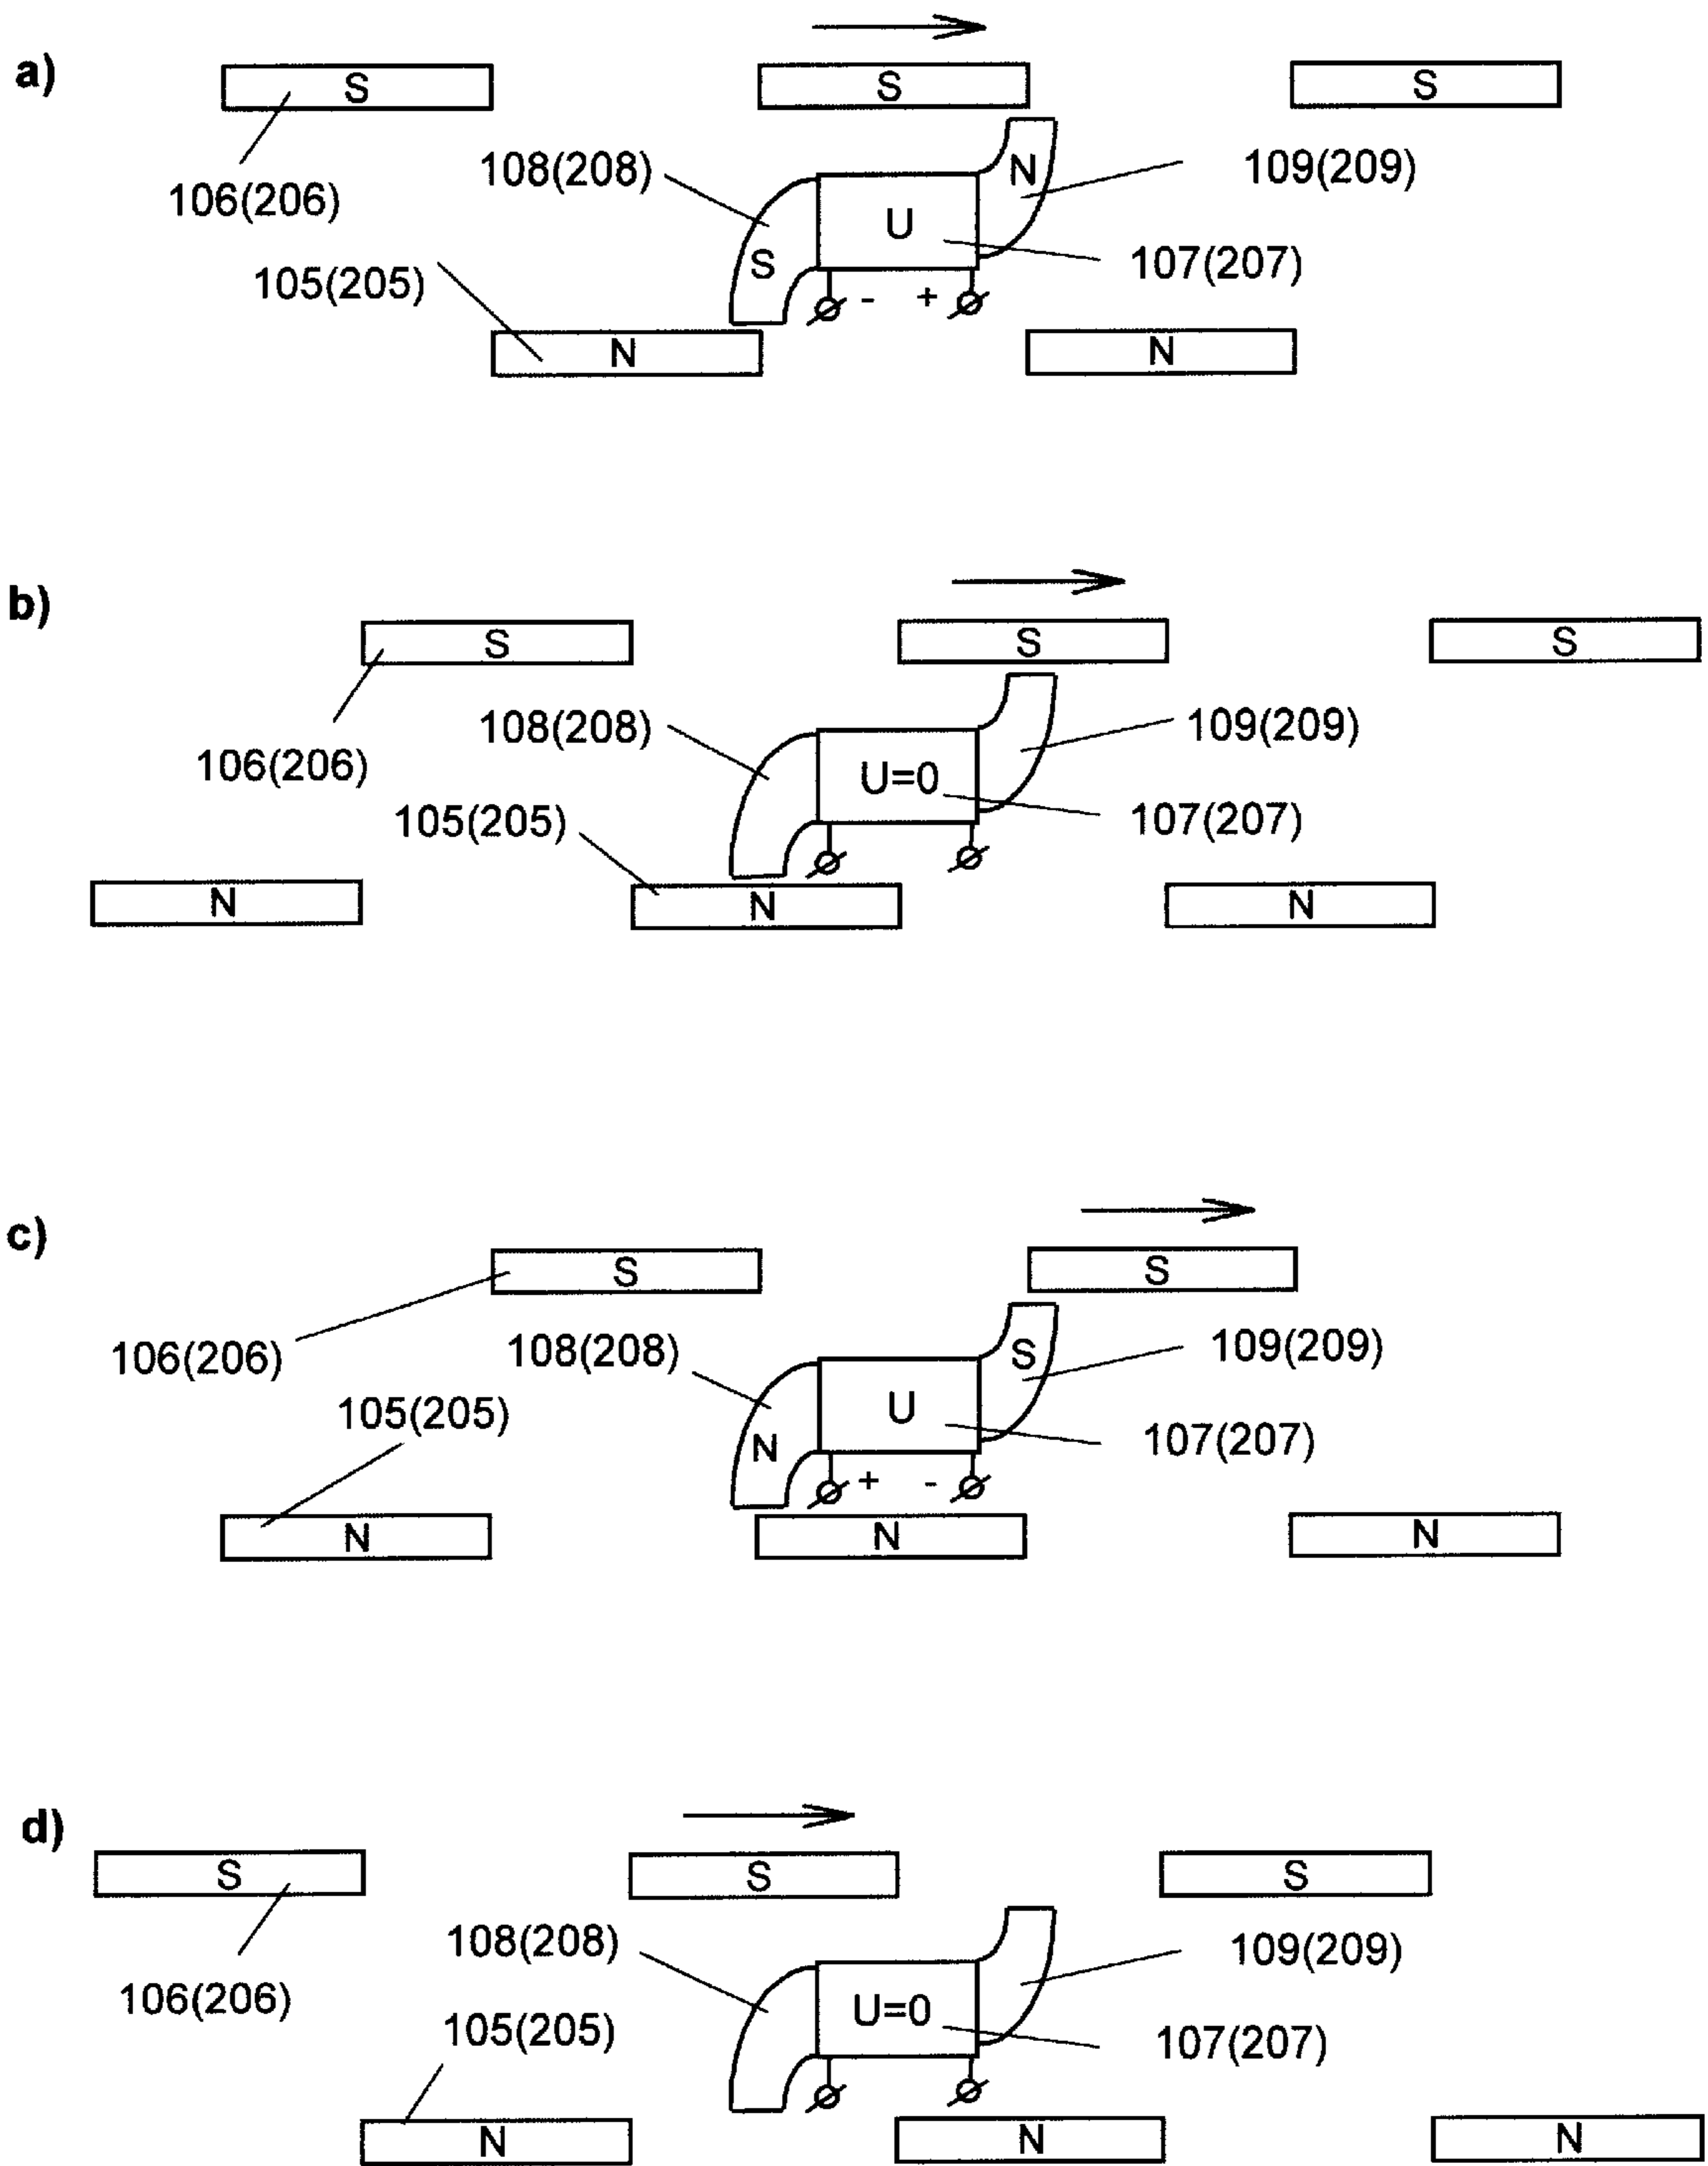 a)
S S S
108(208) N 109(209)
106(206)
U
S 107(207)
105(205)
- +
N N
b)
S S S
108(208) 109(209)
106(206)
U=0
105(205) 107(207)
N N N
c)
S S
106(206) 108(208) S 109(209)
105(205) U
N 107(207)
+ -
N N N
d)
S S S
108(208) 109(209)
106(206)
U=0
105(205) 107(207)
N N N